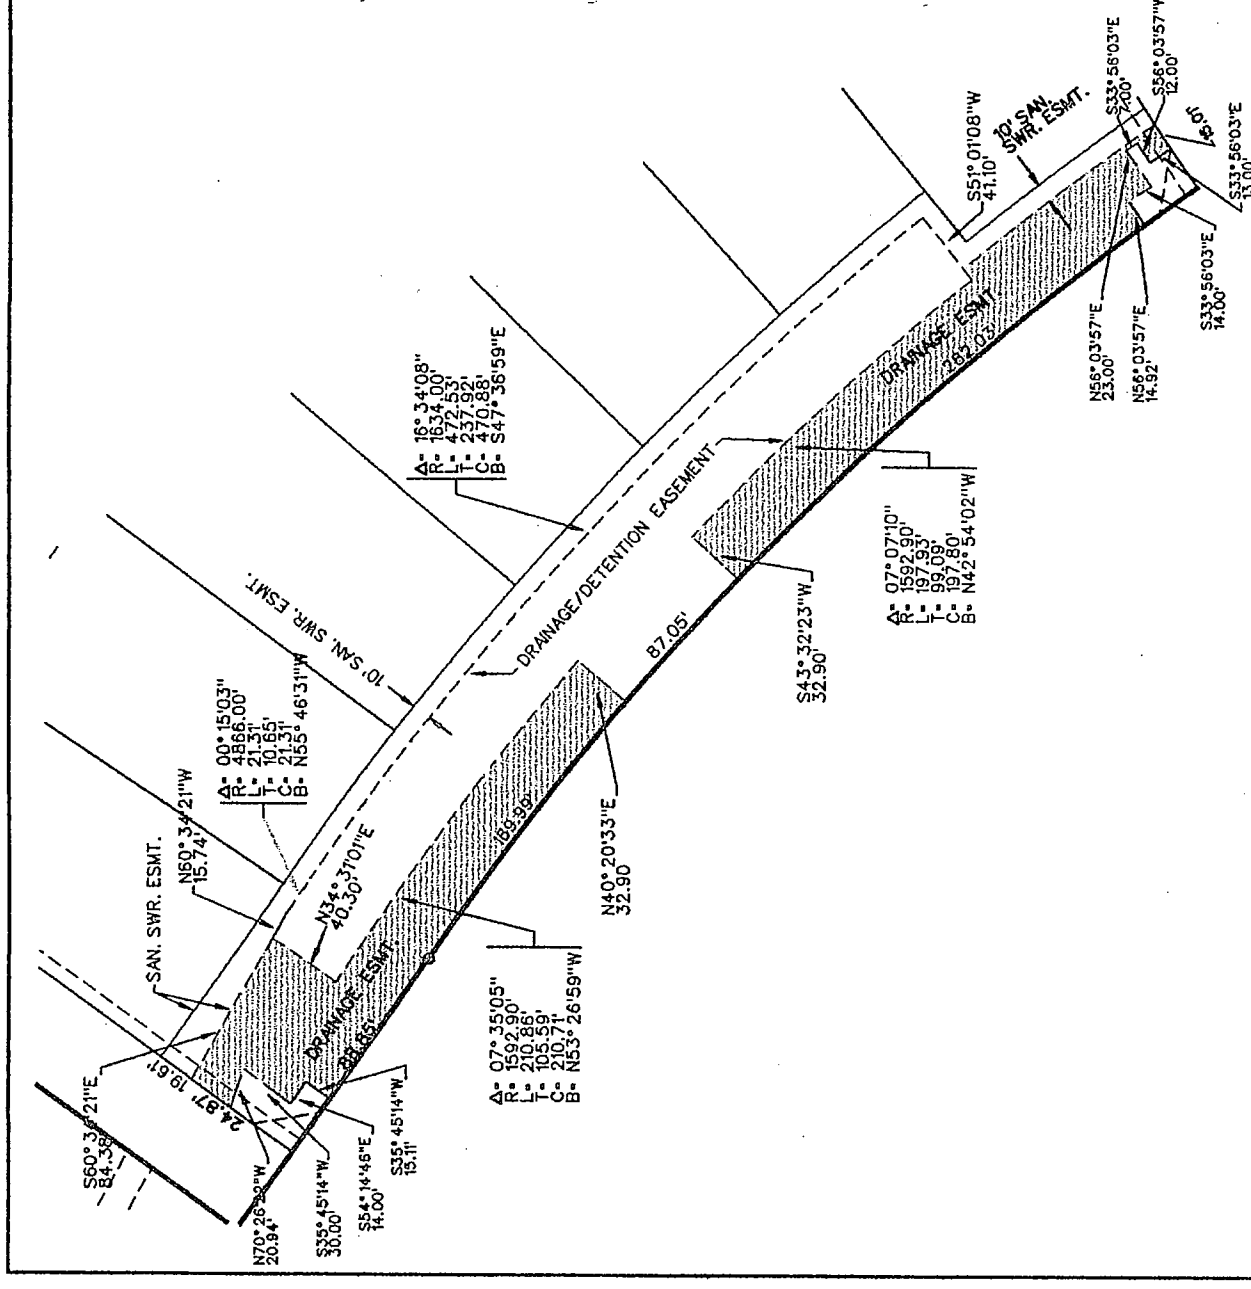 S33° 56'03"E
7.00'
S56° 03'57"W
12.00'
10' SAN.
SWR. ESMT.
S51° 01'08"W
41.10'
S33° 56'03"E
13.00'
S33° 56'03"E
14.00'
N56° 03'57"E
23.00'
N56° 03'57"E
14.92'
DRAINAGE ESMT.
282.03'
Δ= 16° 34'08"
R= 1634.00'
L= 472.53'
T= 237.92'
C= 470.88'
B= S47° 36'59"E
DRAINAGE/DETENTION EASEMENT
Δ= 07° 07'10"
R= 1592.90'
L= 197.93'
T= 99.09'
C= 197.80'
B= N42° 54'02"W
S43° 32'23"W
32.90'
87.05'
10' SAN. SWR. ESMT.
Δ= 00° 15'03"
R= 4866.00'
L= 21.31'
T= 10.65'
C= 21.31'
B= N55° 46'31"W
N60° 34'21"W
15.74'
SAN. SWR. ESMT.
N34° 31'01"E
40.30'
189.99'
N40° 20'33"E
32.90
DRAINAGE ESMT.
88.85'
Δ= 07° 35'05"
R= 1592.90'
L= 210.86'
T= 105.59'
C= 210.71'
B= N53° 26'59"W
19.61'
24.87'
S60° 34'21"E
84.38'
N70° 26'22"W
20.94'
S35° 45'14"W
30.00'
S54° 14'46"E
14.00'
S35° 45'14"W
15.11'